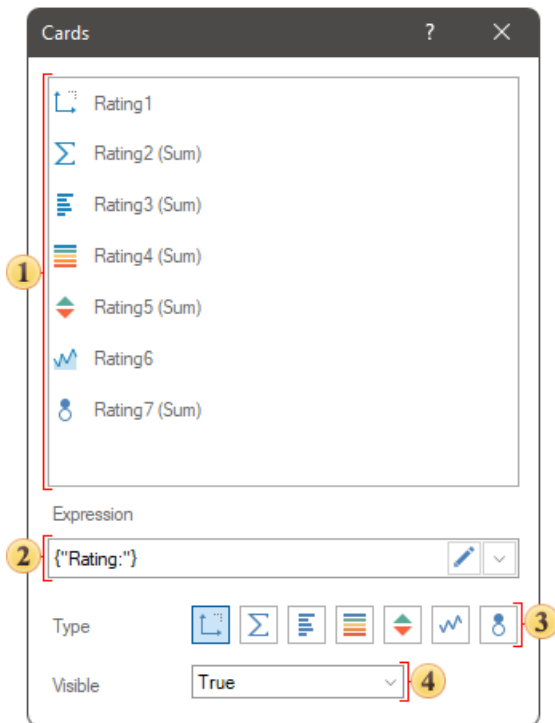 Cards ?
Rating1
Rating2 (Sum)
Rating3 (Sum)
Rating4 (Sum)
1
Rating5 (Sum)
Rating6
Rating7 (Sum)
Expression
2 {"Rating:"}
Type 3
Visible True 4